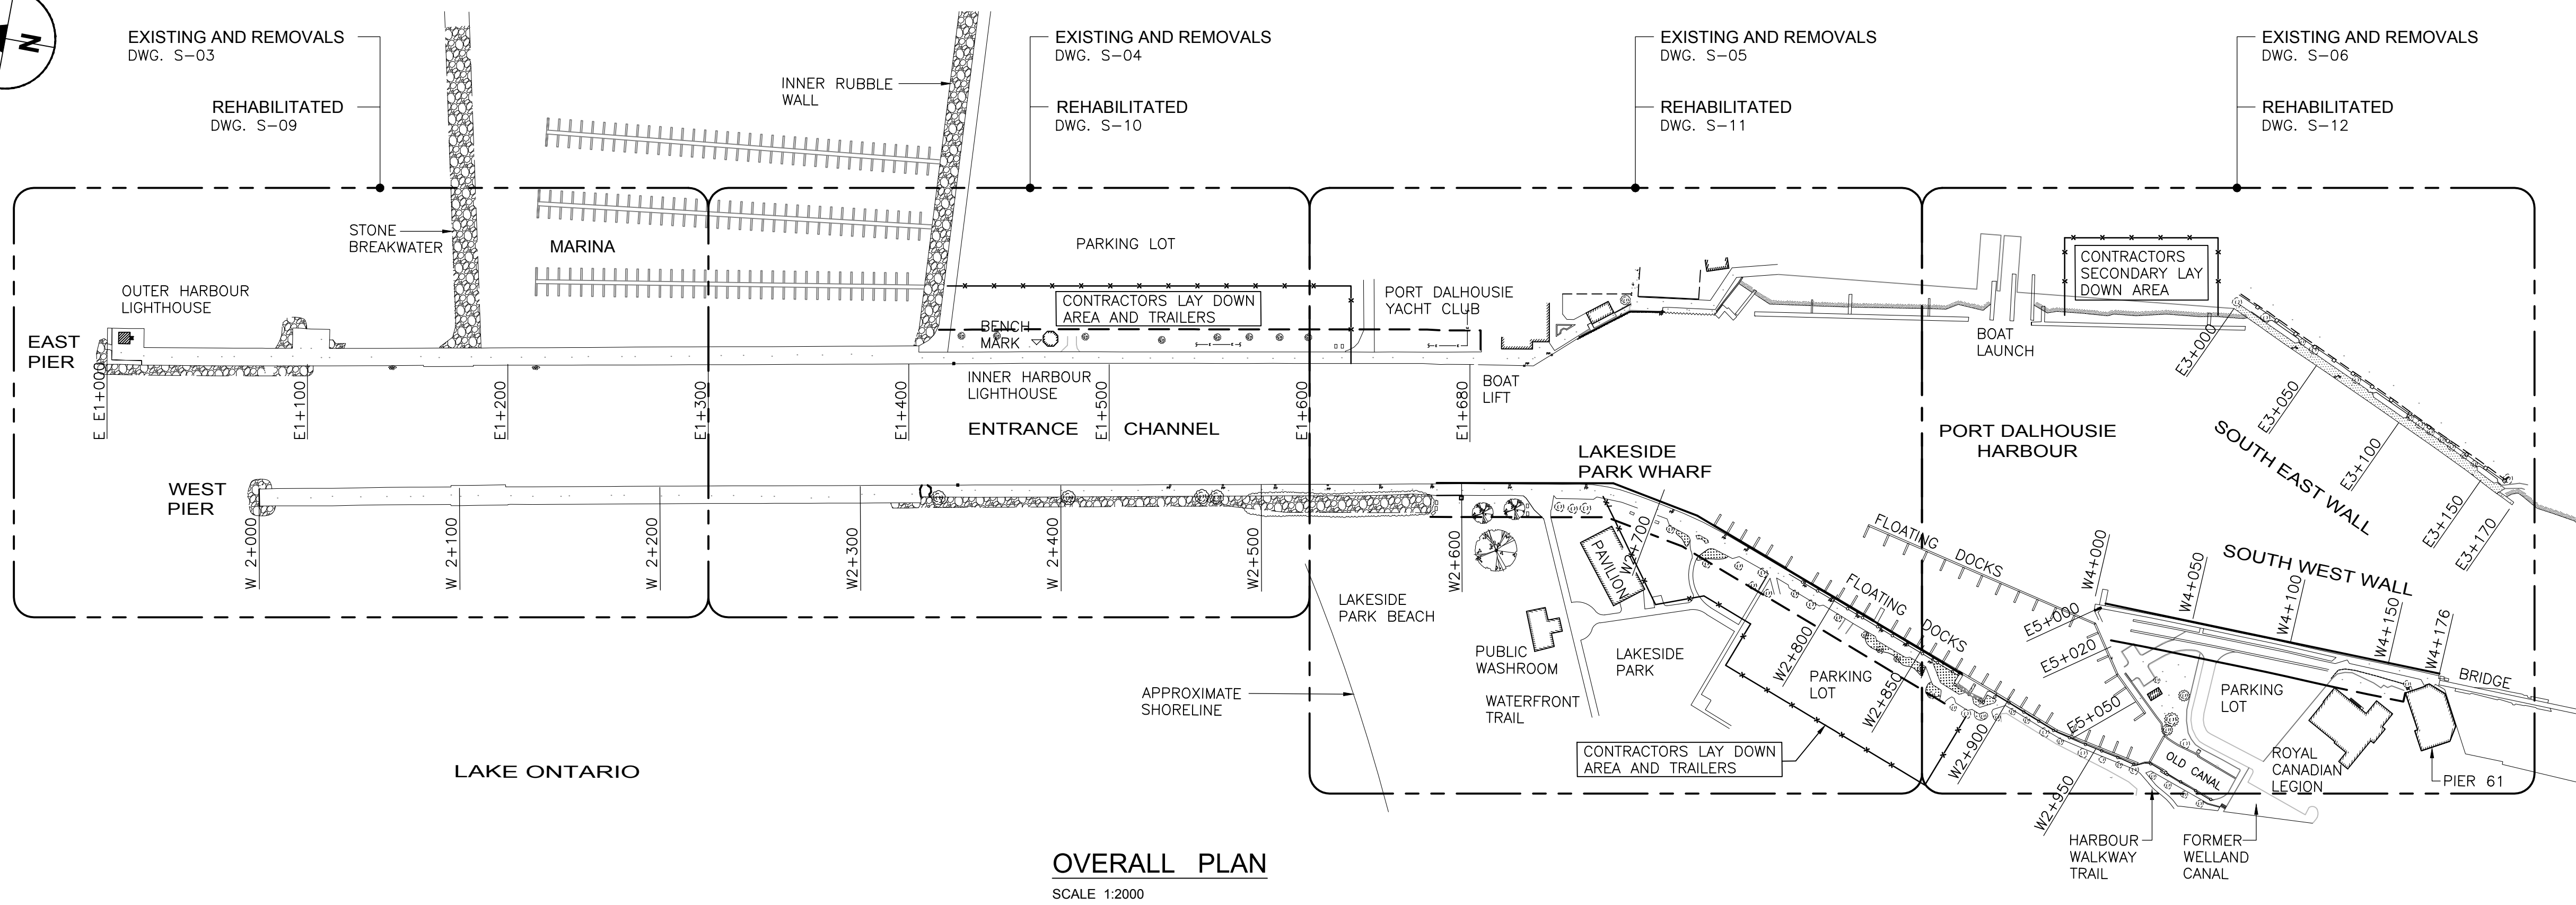 N
EXISTING AND REMOVALS
DWG. S-03
REHABILITATED
DWG. S-09
EXISTING AND REMOVALS
DWG. S-04
REHABILITATED
DWG. S-10
EXISTING AND REMOVALS
DWG. S-05
REHABILITATED
DWG. S-11
EXISTING AND REMOVALS
DWG. S-06
REHABILITATED
DWG. S-12
INNER RUBBLE
WALL
STONE
BREAKWATER
MARINA
PARKING LOT
OUTER HARBOUR
LIGHTHOUSE
CONTRACTORS LAY DOWN
AREA AND TRAILERS
PORT DALHOUSIE
YACHT CLUB
CONTRACTORS
SECONDARY LAY
DOWN AREA
BENCH
MARK
EAST
PIER
BOAT
LAUNCH
INNER HARBOUR
LIGHTHOUSE
BOAT
LIFT
E E1+000
E1+100
E1+200
E1+300
E1+400
E1+500
E1+600
E1+680
ENTRANCE CHANNEL
E3+000
E3+050
E3+100
E3+150
E3+170
SOUTH EAST WALL
PORT DALHOUSIE
HARBOUR
LAKESIDE
PARK WHARF
WEST
PIER
W 2+000
W 2+100
W 2+200
W2+300
W 2+400
W2+500
W2+600
W2+700
W2+800
W2+850
W2+900
W2+950
PAVILION
FLOATING DOCKS
FLOATING DOCKS
W4+000
W4+050
W4+100
W4+150
W4+176
SOUTH WEST WALL
E5+000
E5+020
E5+050
BRIDGE
LAKESIDE
PARK BEACH
PUBLIC
WASHROOM
LAKESIDE
PARK
PARKING
LOT
PARKING
LOT
WATERFRONT
TRAIL
APPROXIMATE
SHORELINE
CONTRACTORS LAY DOWN
AREA AND TRAILERS
OLD CANAL
ROYAL
CANADIAN
LEGION
PIER 61
LAKE ONTARIO
HARBOUR
WALKWAY
TRAIL
FORMER
WELLAND
CANAL
OVERALL PLAN
SCALE 1:2000